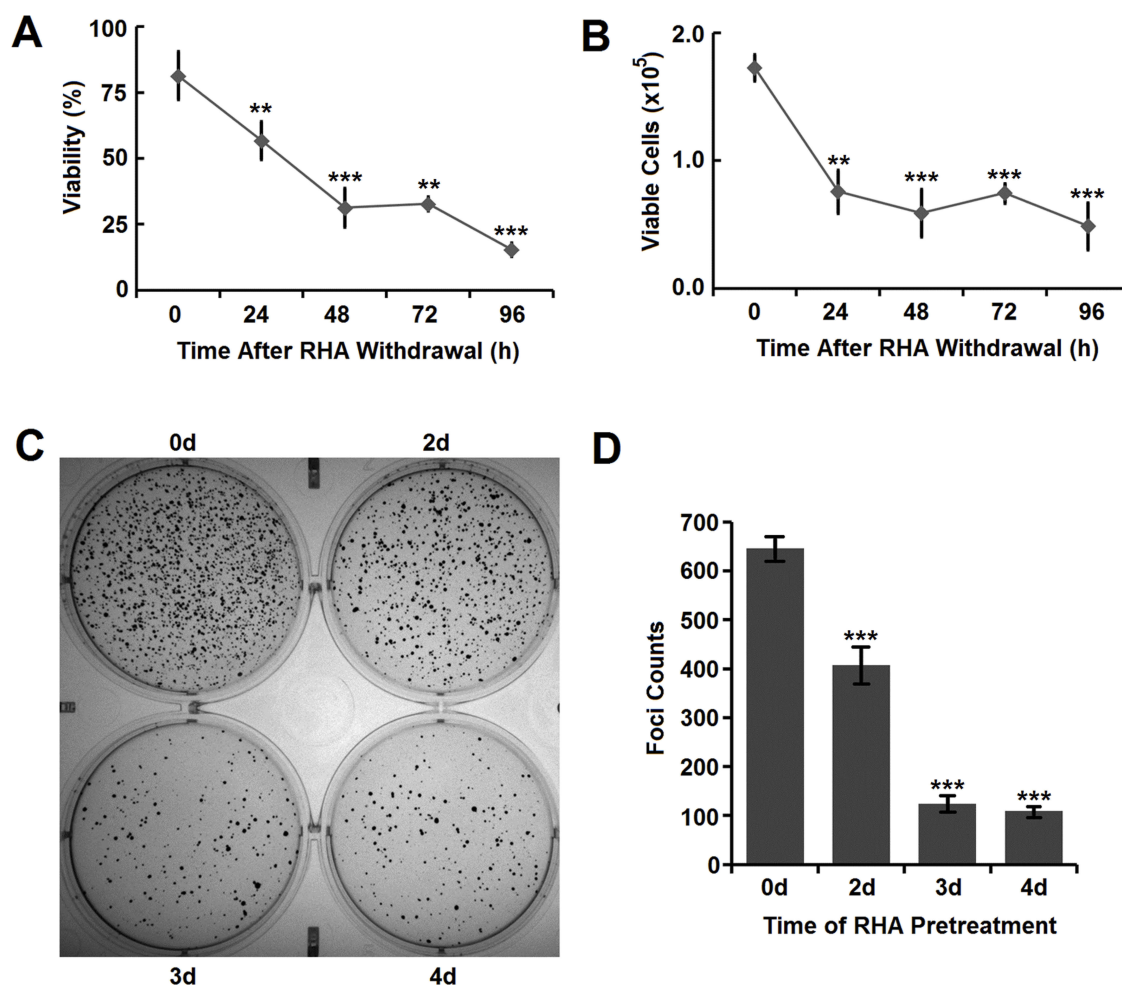 A
100
75
50
25
0
Viability (%)
**
***
**
***
0 24 48 72 96
Time After RHA Withdrawal (h)
B
2.0
1.0
0.0
Viable Cells (x10⁵)
**
***
***
***
0 24 48 72 96
Time After RHA Withdrawal (h)
C
0d 2d
3d 4d
D
700
600
500
400
300
200
100
0
Foci Counts
***
***
***
0d 2d 3d 4d
Time of RHA Pretreatment